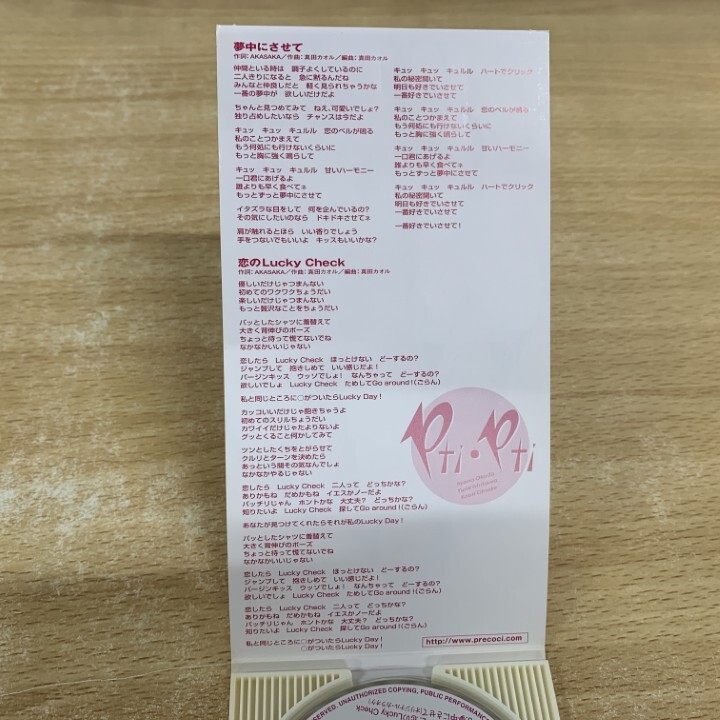 夢中にさせて
作詞：AKASAKA／作曲：真田カオル／編曲：真田カオル
仲間といる時は　調子よくしているのに
二人きりになると　急に黙るんだね
みんなと仲良しだと　軽く見られちゃうかな
一番の夢中が　欲しいだけだよ
ちゃんと見つめてみて　ねえ、可愛いでしょ?
独り占めしたいなら　チャンスは今だよ
キュッ　キュッ　キュルル　恋のベルが鳴る
私のことつかまえて
もう何処にも行けないくらいに
もっと胸に強く鳴らして
キュッ　キュッ　キュルル　甘いハーモニー
一口君にあげるよ
誰よりも早く食べて
もっとずっと夢中にさせて
イタズラな目をして　何を企んでいるの?
その気にしたいのなら　ドキドキさせて
肩が触れるとほら　いい香りでしょう
手をつないでもいいよ　キッスもいいかな?
キュッ　キュッ　キュルル　ハートでクリック
私の秘密開いて
明日も好きでいさせて
一番好きでいさせて
キュッ　キュッ　キュルル　恋のベルが鳴る
私のことつかまえて
もう何処にも行けないくらいに
もっと胸に強く鳴らして
キュッ　キュッ　キュルル　甘いハーモニー
一口君にあげるよ
誰よりも早く食べて
もっとずっと夢中にさせて
キュッ　キュッ　キュルル　ハートでクリック
私の秘密開いて
明日も好きでいさせて
一番好きでいさせて
一番好きでいさせて！
恋のLucky Check
作詞：AKASAKA／作曲：真田カオル／編曲：真田カオル
優しいだけじゃつまんない
初めてのワクワクちょうだい
楽しいだけじゃつまんない
もっと贅沢なことをちょうだい
パッとしたシャツに着替えて
大きく背伸びのポーズ
ちょっと待って慌てないでね
なかなかいいじゃない
恋したら　Lucky Check　ほっとけない　どーするの?
ジャンプして　抱きしめて　いい感じだよ！
バージンキッス　ウッソでしょ！　なんちゃって　どーするの?
欲しいでしょ　Lucky Check　ためしてGo around！(ごらん)
私と同じところに○がついたらLucky Day！
カッコいいだけじゃ飽きちゃうよ
初めてのスリルちょうだい
カワイイだけじゃたよりないよ
グッとくること何かしてみて
ツンとしたくちをとがらせて
クルリとターンを決めたら
あっという間その気なんでしょ
なかなかやるじゃない
恋したら　Lucky Check　二人って　どっちかな?
ありかもね　だめかもね　イエスかノーだよ
バッチリじゃん　ホントかな　大丈夫?　どっちかな?
知りたいよ　Lucky Check　探してGo around！(ごらん)
あなたが見つけてくれたらそれが私のLucky Day！
パッとしたシャツに着替えて
大きく背伸びのポーズ
ちょっと待って慌てないでね
なかなかいいじゃない
恋したら　Lucky Check　ほっとけない　どーするの?
ジャンプして　抱きしめて　いい感じだよ！
バージンキッス　ウッソでしょ！　なんちゃって　どーするの?
欲しいでしょ　Lucky Check　ためしてGo around！(ごらん)
恋したら　Lucky Check　二人って　どっちかな?
ありかもね　だめかもね　イエスかノーだよ
バッチリじゃん　ホントかな　大丈夫?　どっちかな?
知りたいよ　Lucky Check　探してGo around！(ごらん)
私と同じところに○がついたらLucky Day！
○がついたらLucky Day！
Pti・Pti
http://www.precoci.com
RESERVED. UNAUTHORIZED COPYING, PUBLIC PERFORMANCE